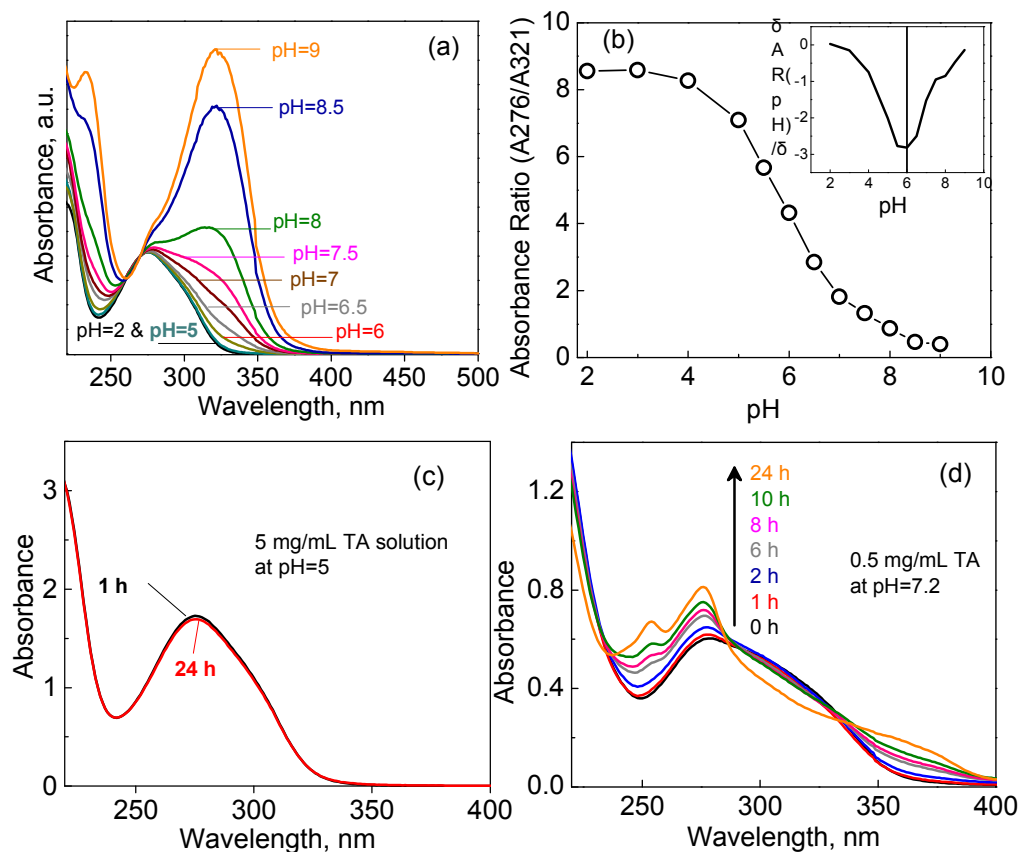 (a)
pH=9
pH=8.5
pH=8
pH=7.5
pH=7
pH=6.5
pH=2 & pH=5
pH=6
Absorbance, a.u.
250 300 350 400 450 500
Wavelength, nm
(b)
Absorbance Ratio (A276/A321)
10
8
6
4
2
0
2 4 6 8 10
pH
δ
A
R(
p
H)
/δ
0
-1
-2
-3
0 2 4 6 8 10
pH
(c)
5 mg/mL TA solution
at pH=5
1 h
24 h
Absorbance
3
2
1
0
250 300 350 400
Wavelength, nm
(d)
24 h
10 h
8 h
6 h
2 h
1 h
0 h
0.5 mg/mL TA
at pH=7.2
Absorbance
1.2
0.8
0.4
0.0
250 300 350 400
Wavelength, nm